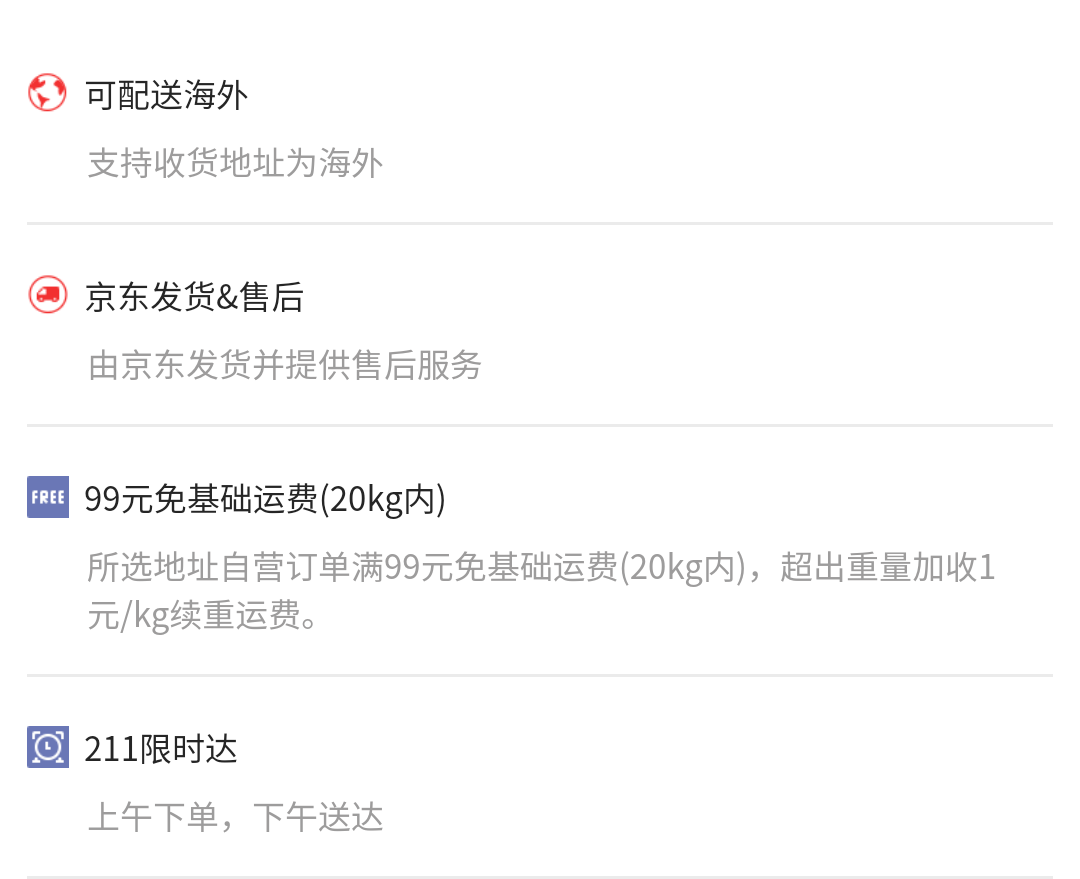 可配送海外
支持收货地址为海外
京东发货&售后
由京东发货并提供售后服务
FREE 99元免基础运费(20kg内)
所选地址自营订单满99元免基础运费(20kg内)，超出重量加收1
元/kg续重运费。
211限时达
上午下单，下午送达